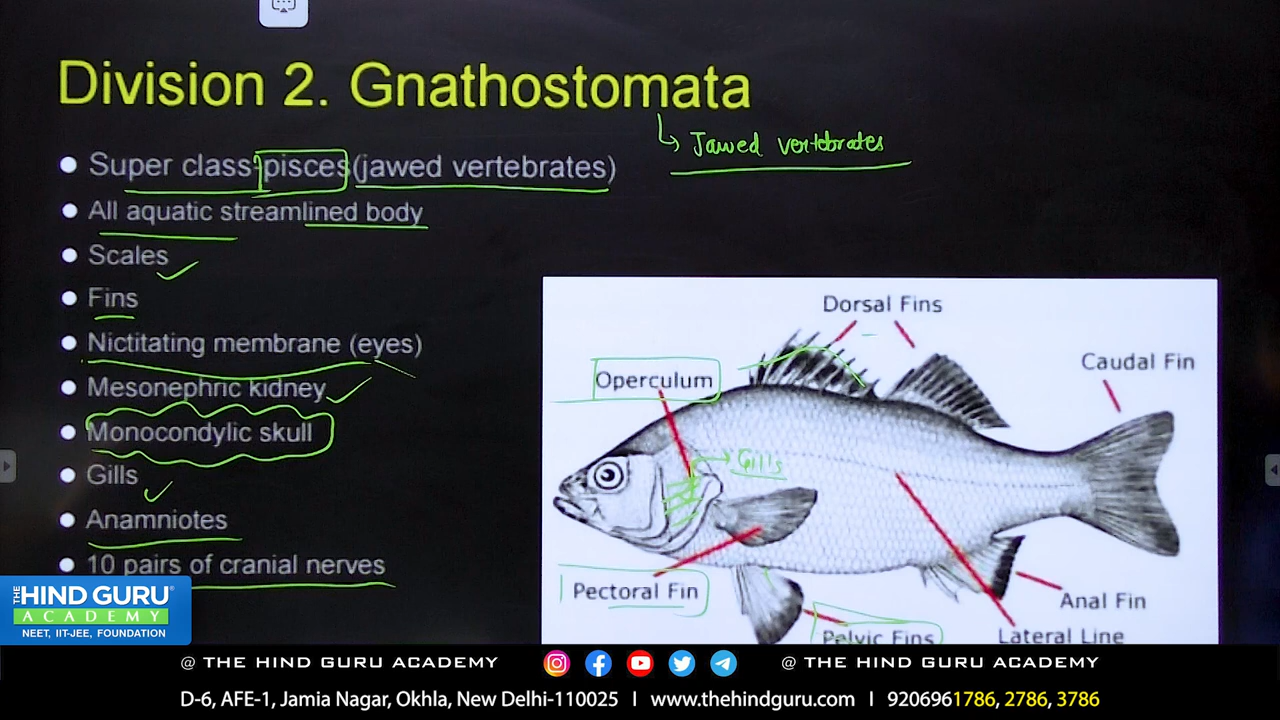 Division 2. Gnathostomata
Jawed vertebrates
● Super class-pisces(jawed vertebrates)
● All aquatic streamlined body
● Scales
● Fins
● Nictitating membrane (eyes)
● Mesonephric kidney
● Monocondylic skull
● Gills
● Anamniotes
● 10 pairs of cranial nerves
Dorsal Fins
Caudal Fin
Operculum
Gills
Pectoral Fin
Anal Fin
Pelvic Fins
Lateral Line
THE HIND GURU®
ACADEMY
NEET, IIT-JEE, FOUNDATION
@ THE HIND GURU ACADEMY @ THE HIND GURU ACADEMY
D-6, AFE-1, Jamia Nagar, Okhla, New Delhi-110025 I www.thehindguru.com I 9206961786, 2786, 3786